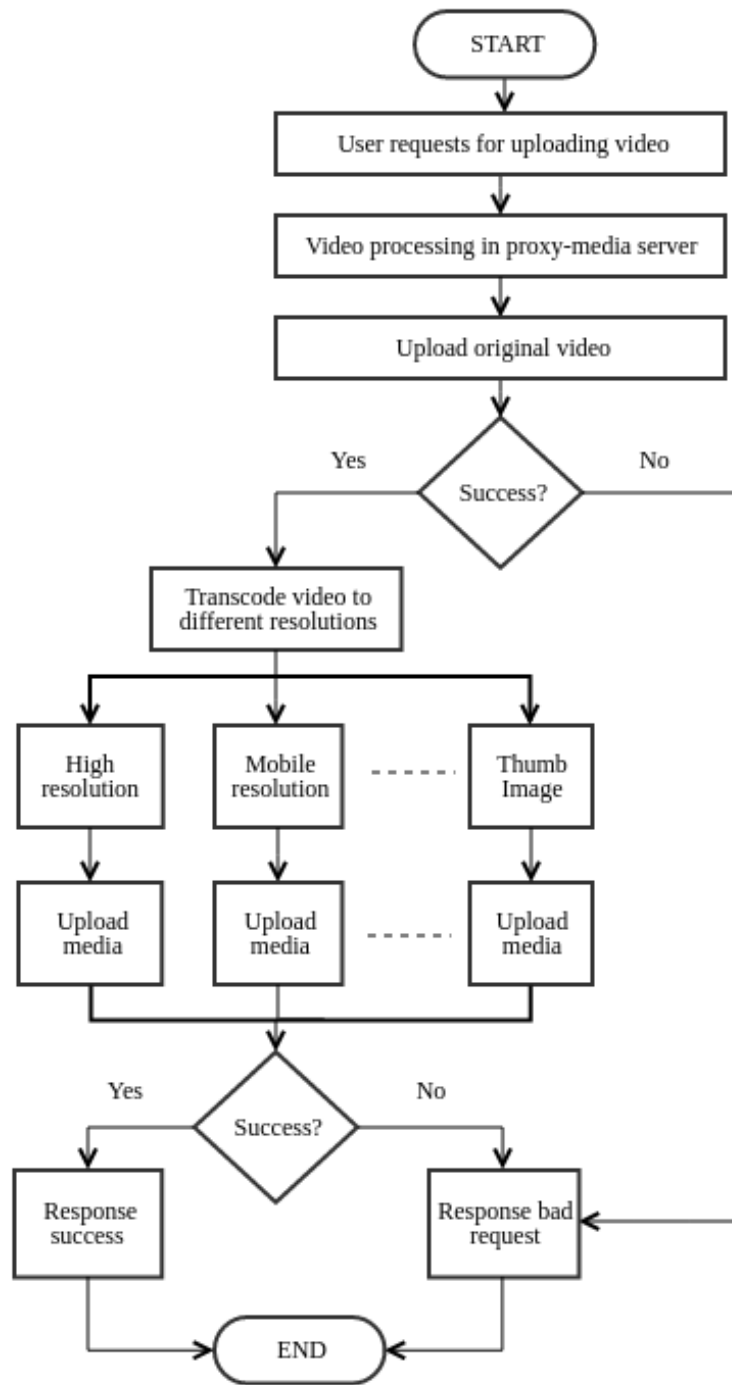 START
User requests for uploading video
Video processing in proxy-media server
Upload original video
Yes
No
Success?
Transcode video to
different resolutions
High
resolution
Mobile
resolution
Thumb
Image
Upload
media
Upload
media
Upload
media
Yes
No
Success?
Response
success
Response bad
request
END